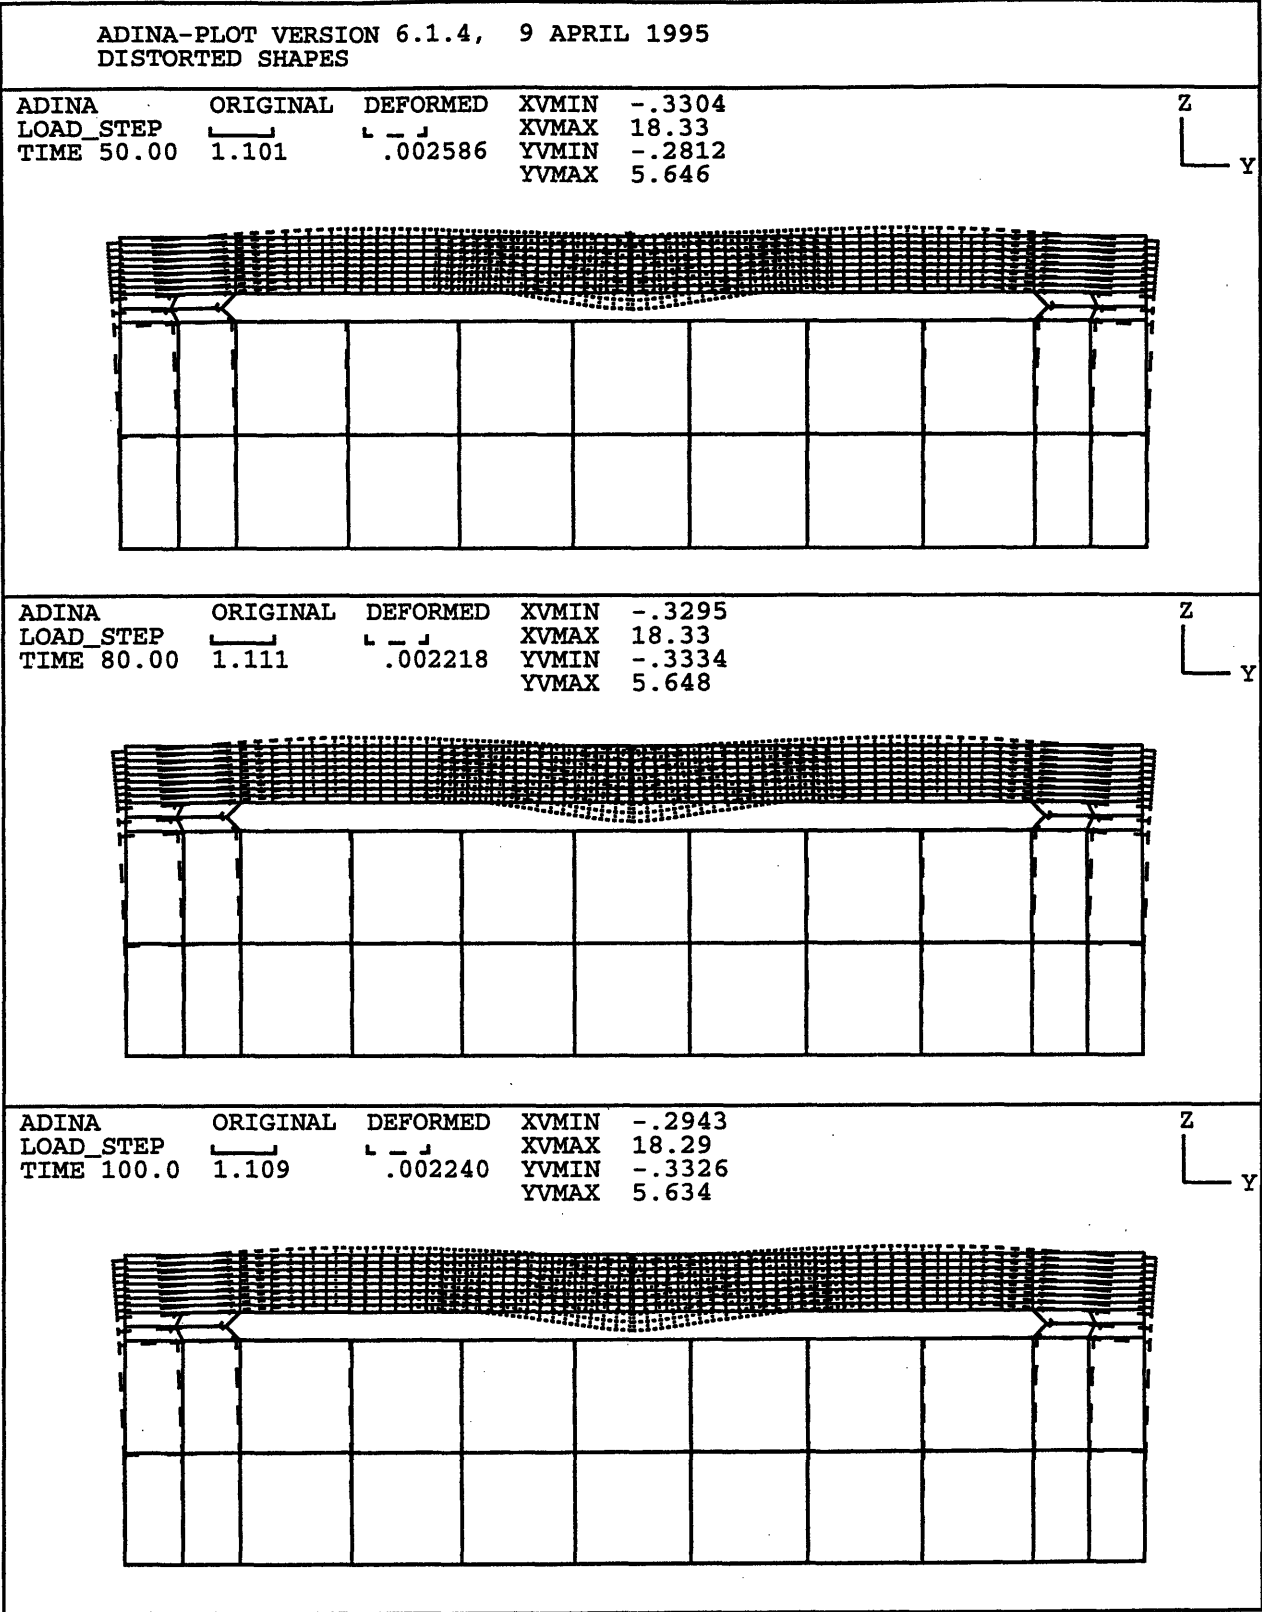 ADINA-PLOT VERSION 6.1.4, 9 APRIL 1995
DISTORTED SHAPES
ADINA ORIGINAL DEFORMED XVMIN -.3304
LOAD_STEP XVMAX 18.33
TIME 50.00 1.101 .002586 YVMIN -.2812
YVMAX 5.646
Z
Y
ADINA ORIGINAL DEFORMED XVMIN -.3295
LOAD_STEP XVMAX 18.33
TIME 80.00 1.111 .002218 YVMIN -.3334
YVMAX 5.648
Z
Y
ADINA ORIGINAL DEFORMED XVMIN -.2943
LOAD_STEP XVMAX 18.29
TIME 100.0 1.109 .002240 YVMIN -.3326
YVMAX 5.634
Z
Y